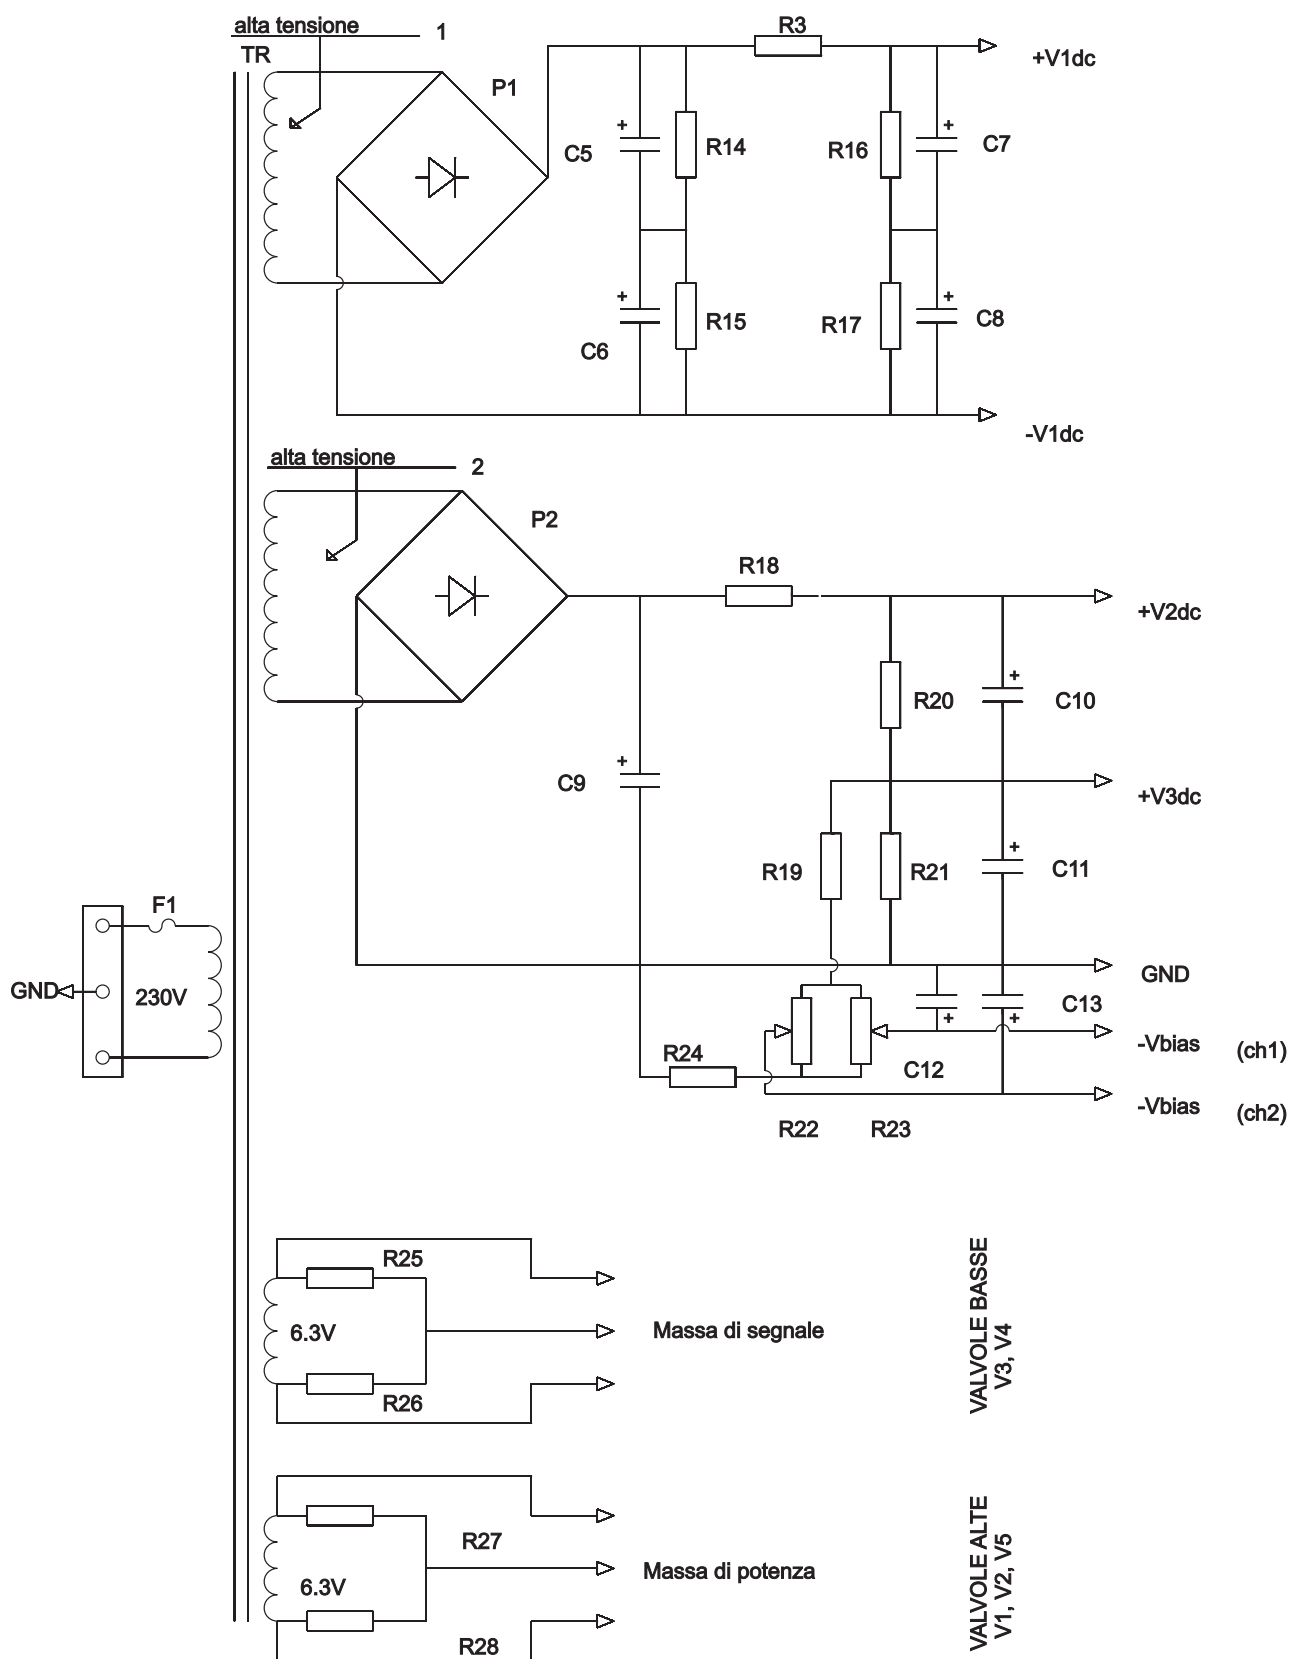 alta tensione 1
TR
P1
R3
+V1dc
C5
+
R14
R16
+
C7
+
C6
R15
R17
+
C8
-V1dc
alta tensione 2
P2
R18
+V2dc
R20
+
C10
+
C9
+V3dc
R19
R21
+
C11
F1
GND
230V
GND
C13
+
+
-Vbias (ch1)
R24
C12
-Vbias (ch2)
R22
R23
R25
6.3V
Massa di segnale
R26
VALVOLE BASSE
V3, V4
R27
6.3V
Massa di potenza
R28
VALVOLE ALTE
V1, V2, V5